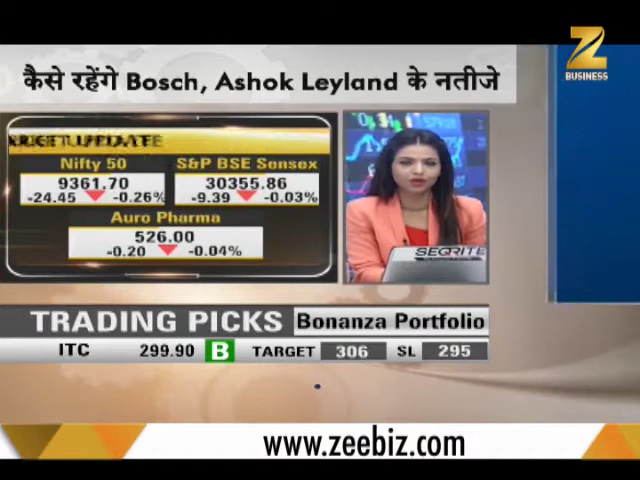 कैसे रहेंगे Bosch, Ashok Leyland के नतीजे
Z
BUSINESS
Nifty 50
9361.70
-24.45 -0.26%
S&P BSE Sensex
30355.86
-9.39 -0.03%
Auro Pharma
526.00
-0.20 -0.04%
SEQRITE
TRADING PICKS Bonanza Portfolio
ITC 299.90 B TARGET 306 SL 295
www.zeebiz.com